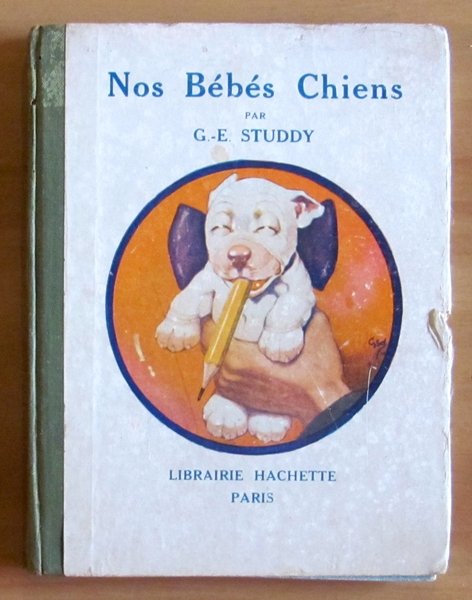 Nos Bébés Chiens
PAR
G.-E. STUDDY
LIBRAIRIE HACHETTE
PARIS